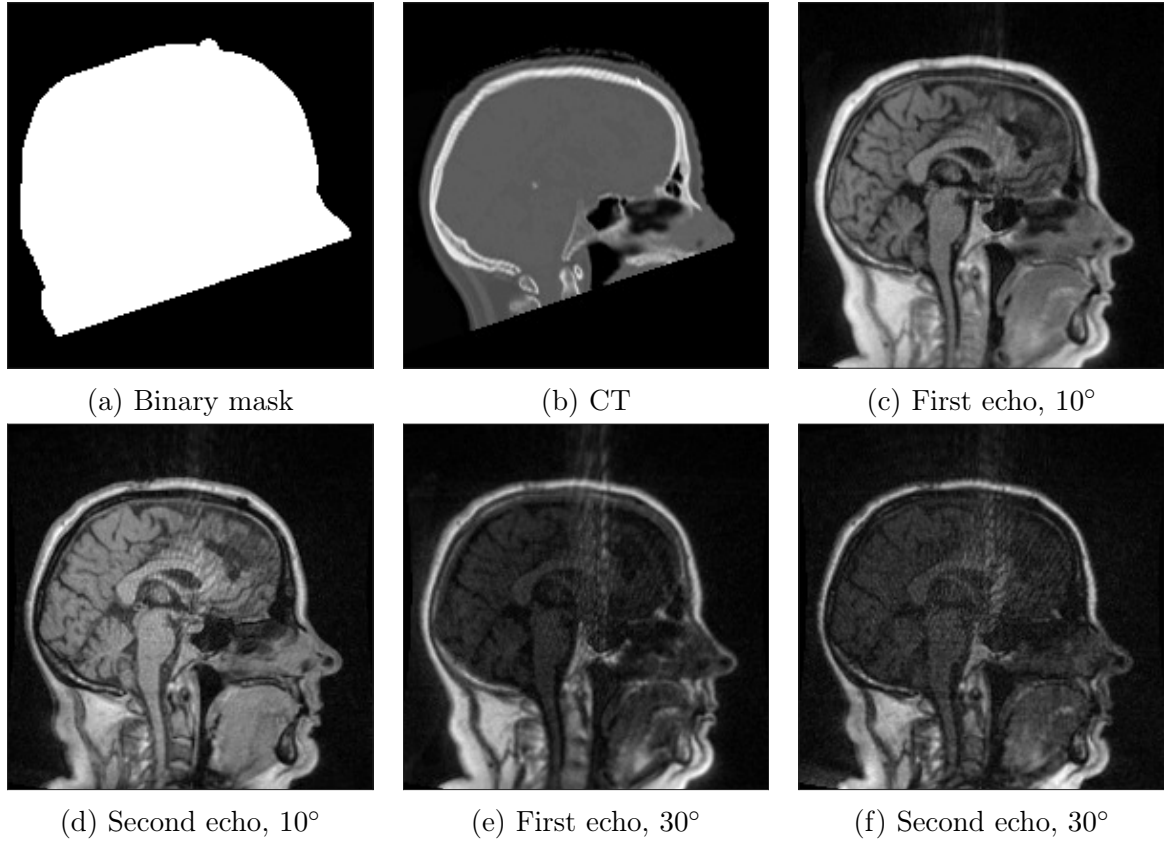 (a) Binary mask
(b) CT
(c) First echo, 10°
(d) Second echo, 10°
(e) First echo, 30°
(f) Second echo, 30°